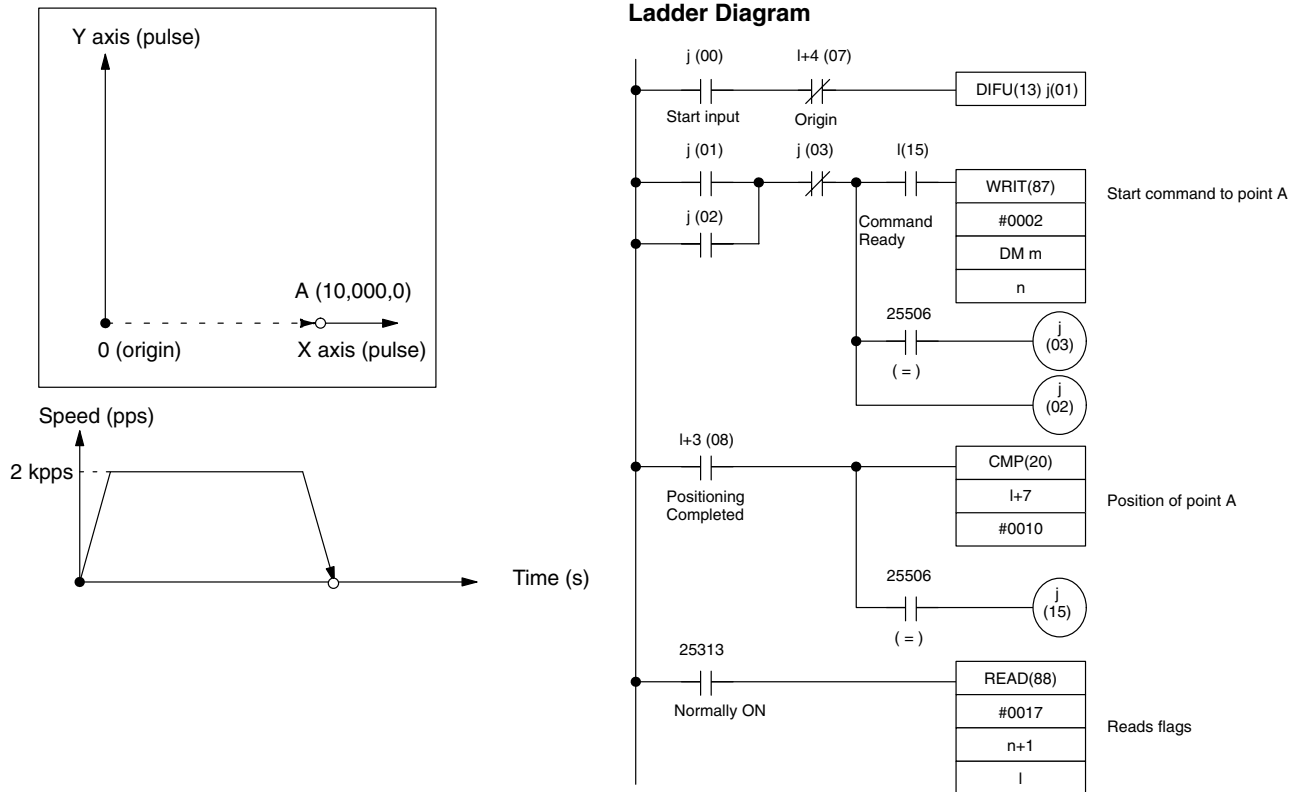 Y axis (pulse)
A (10,000,0)
0 (origin)
X axis (pulse)
Speed (pps)
2 kpps
Time (s)
Ladder Diagram
j (00)
l+4 (07)
DIFU(13) j(01)
Start input
Origin
j (01)
j (03)
l(15)
WRIT(87)
Start command to point A
j (02)
Command
Ready
#0002
DM m
n
25506
j
(03)
( = )
j
(02)
l+3 (08)
CMP(20)
Positioning
Completed
l+7
Position of point A
#0010
25506
j
(15)
( = )
25313
READ(88)
Normally ON
#0017
Reads flags
n+1
l